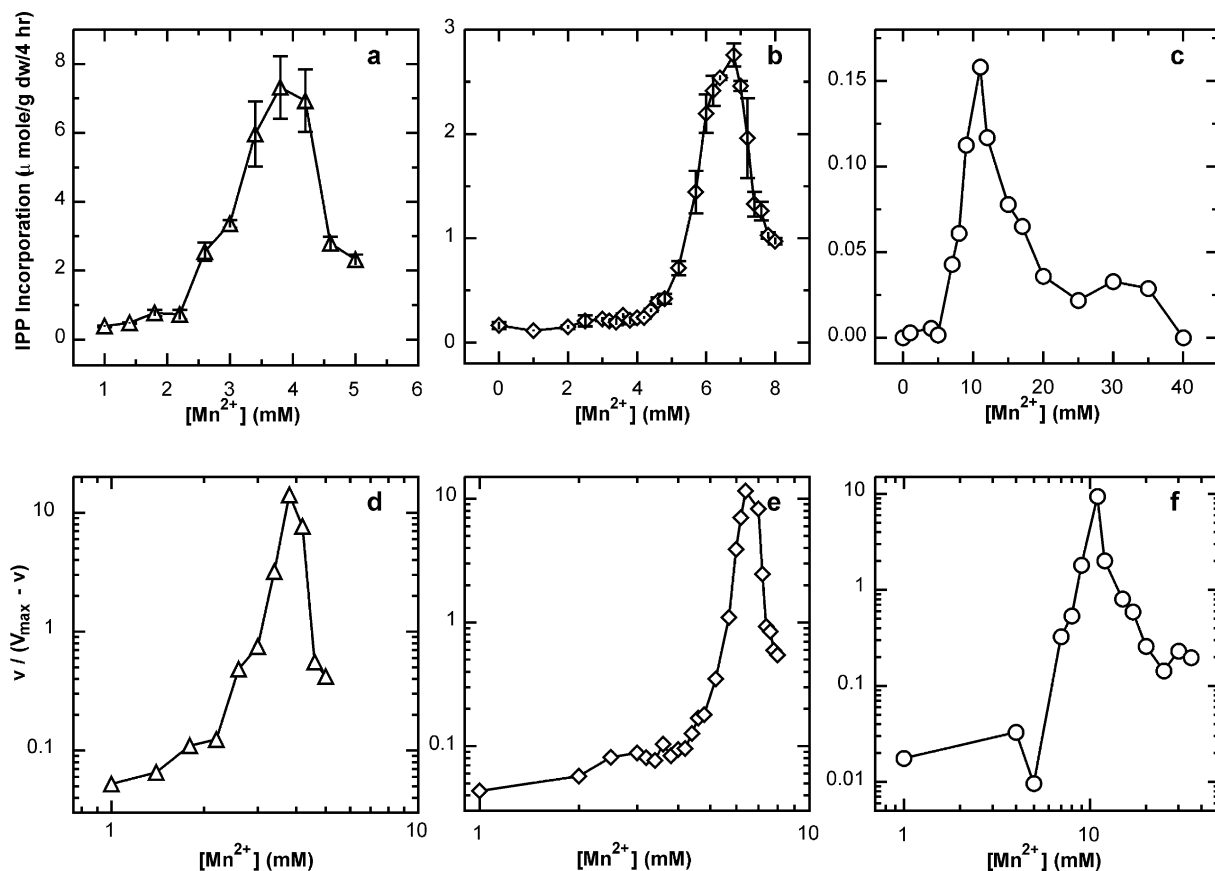 IPP Incorporation (μ mole/g dw/4 hr)
a
8
6
4
2
0
1 2 3 4 5 6
[Mn2+] (mM)
b
3
2
1
0
0 2 4 6 8
[Mn2+] (mM)
c
0.15
0.10
0.05
0.00
0 10 20 30 40
[Mn2+] (mM)
v / (Vmax - v)
d
10
1
0.1
1 10
[Mn2+] (mM)
e
10
1
0.1
1 10
[Mn2+] (mM)
f
10
1
0.1
0.01
1 10
[Mn2+] (mM)